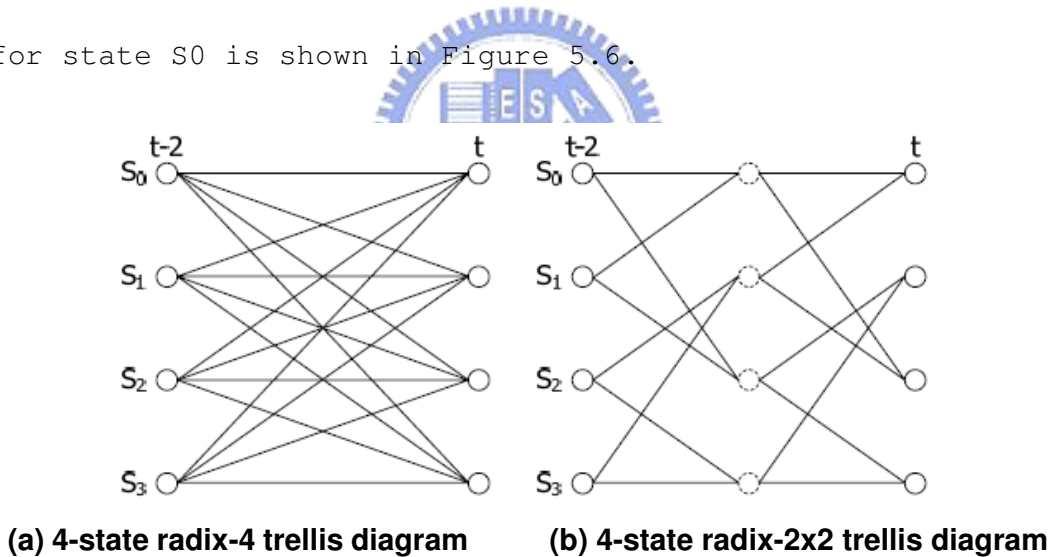 for state S0 is shown in Figure 5.6.
E S A
t-2 t t-2 t
S0 S0
S1 S1
S2 S2
S3 S3
(a) 4-state radix-4 trellis diagram (b) 4-state radix-2x2 trellis diagram